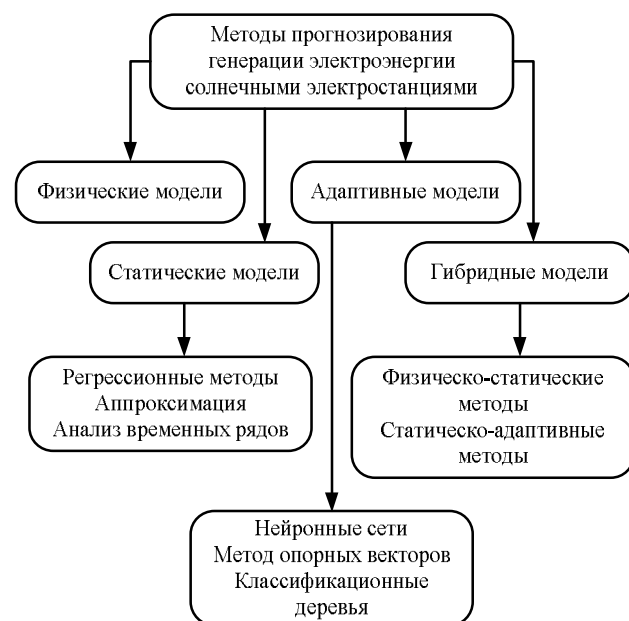 Методы прогнозирования
генерации электроэнергии
солнечными электростанциями
Физические модели
Адаптивные модели
Статические модели
Гибридные модели
Регрессионные методы
Аппроксимация
Анализ временных рядов
Физическо-статические
методы
Статическо-адаптивные
методы
Нейронные сети
Метод опорных векторов
Классификационные
деревья